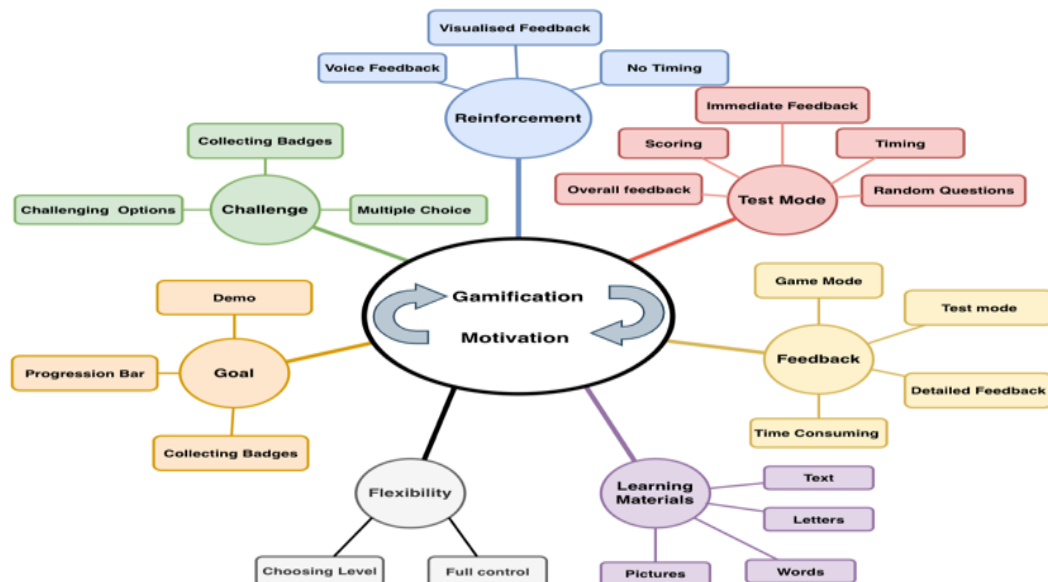 Visualised Feedback
Voice Feedback
No Timing
Reinforcement
Immediate Feedback
Scoring
Timing
Overall feedback
Random Questions
Test Mode
Collecting Badges
Challenging Options
Multiple Choice
Challenge
Gamification
Motivation
Demo
Progression Bar
Goal
Collecting Badges
Game Mode
Test mode
Feedback
Detailed Feedback
Time Consuming
Flexibility
Choosing Level
Full control
Learning
Materials
Text
Letters
Words
Pictures